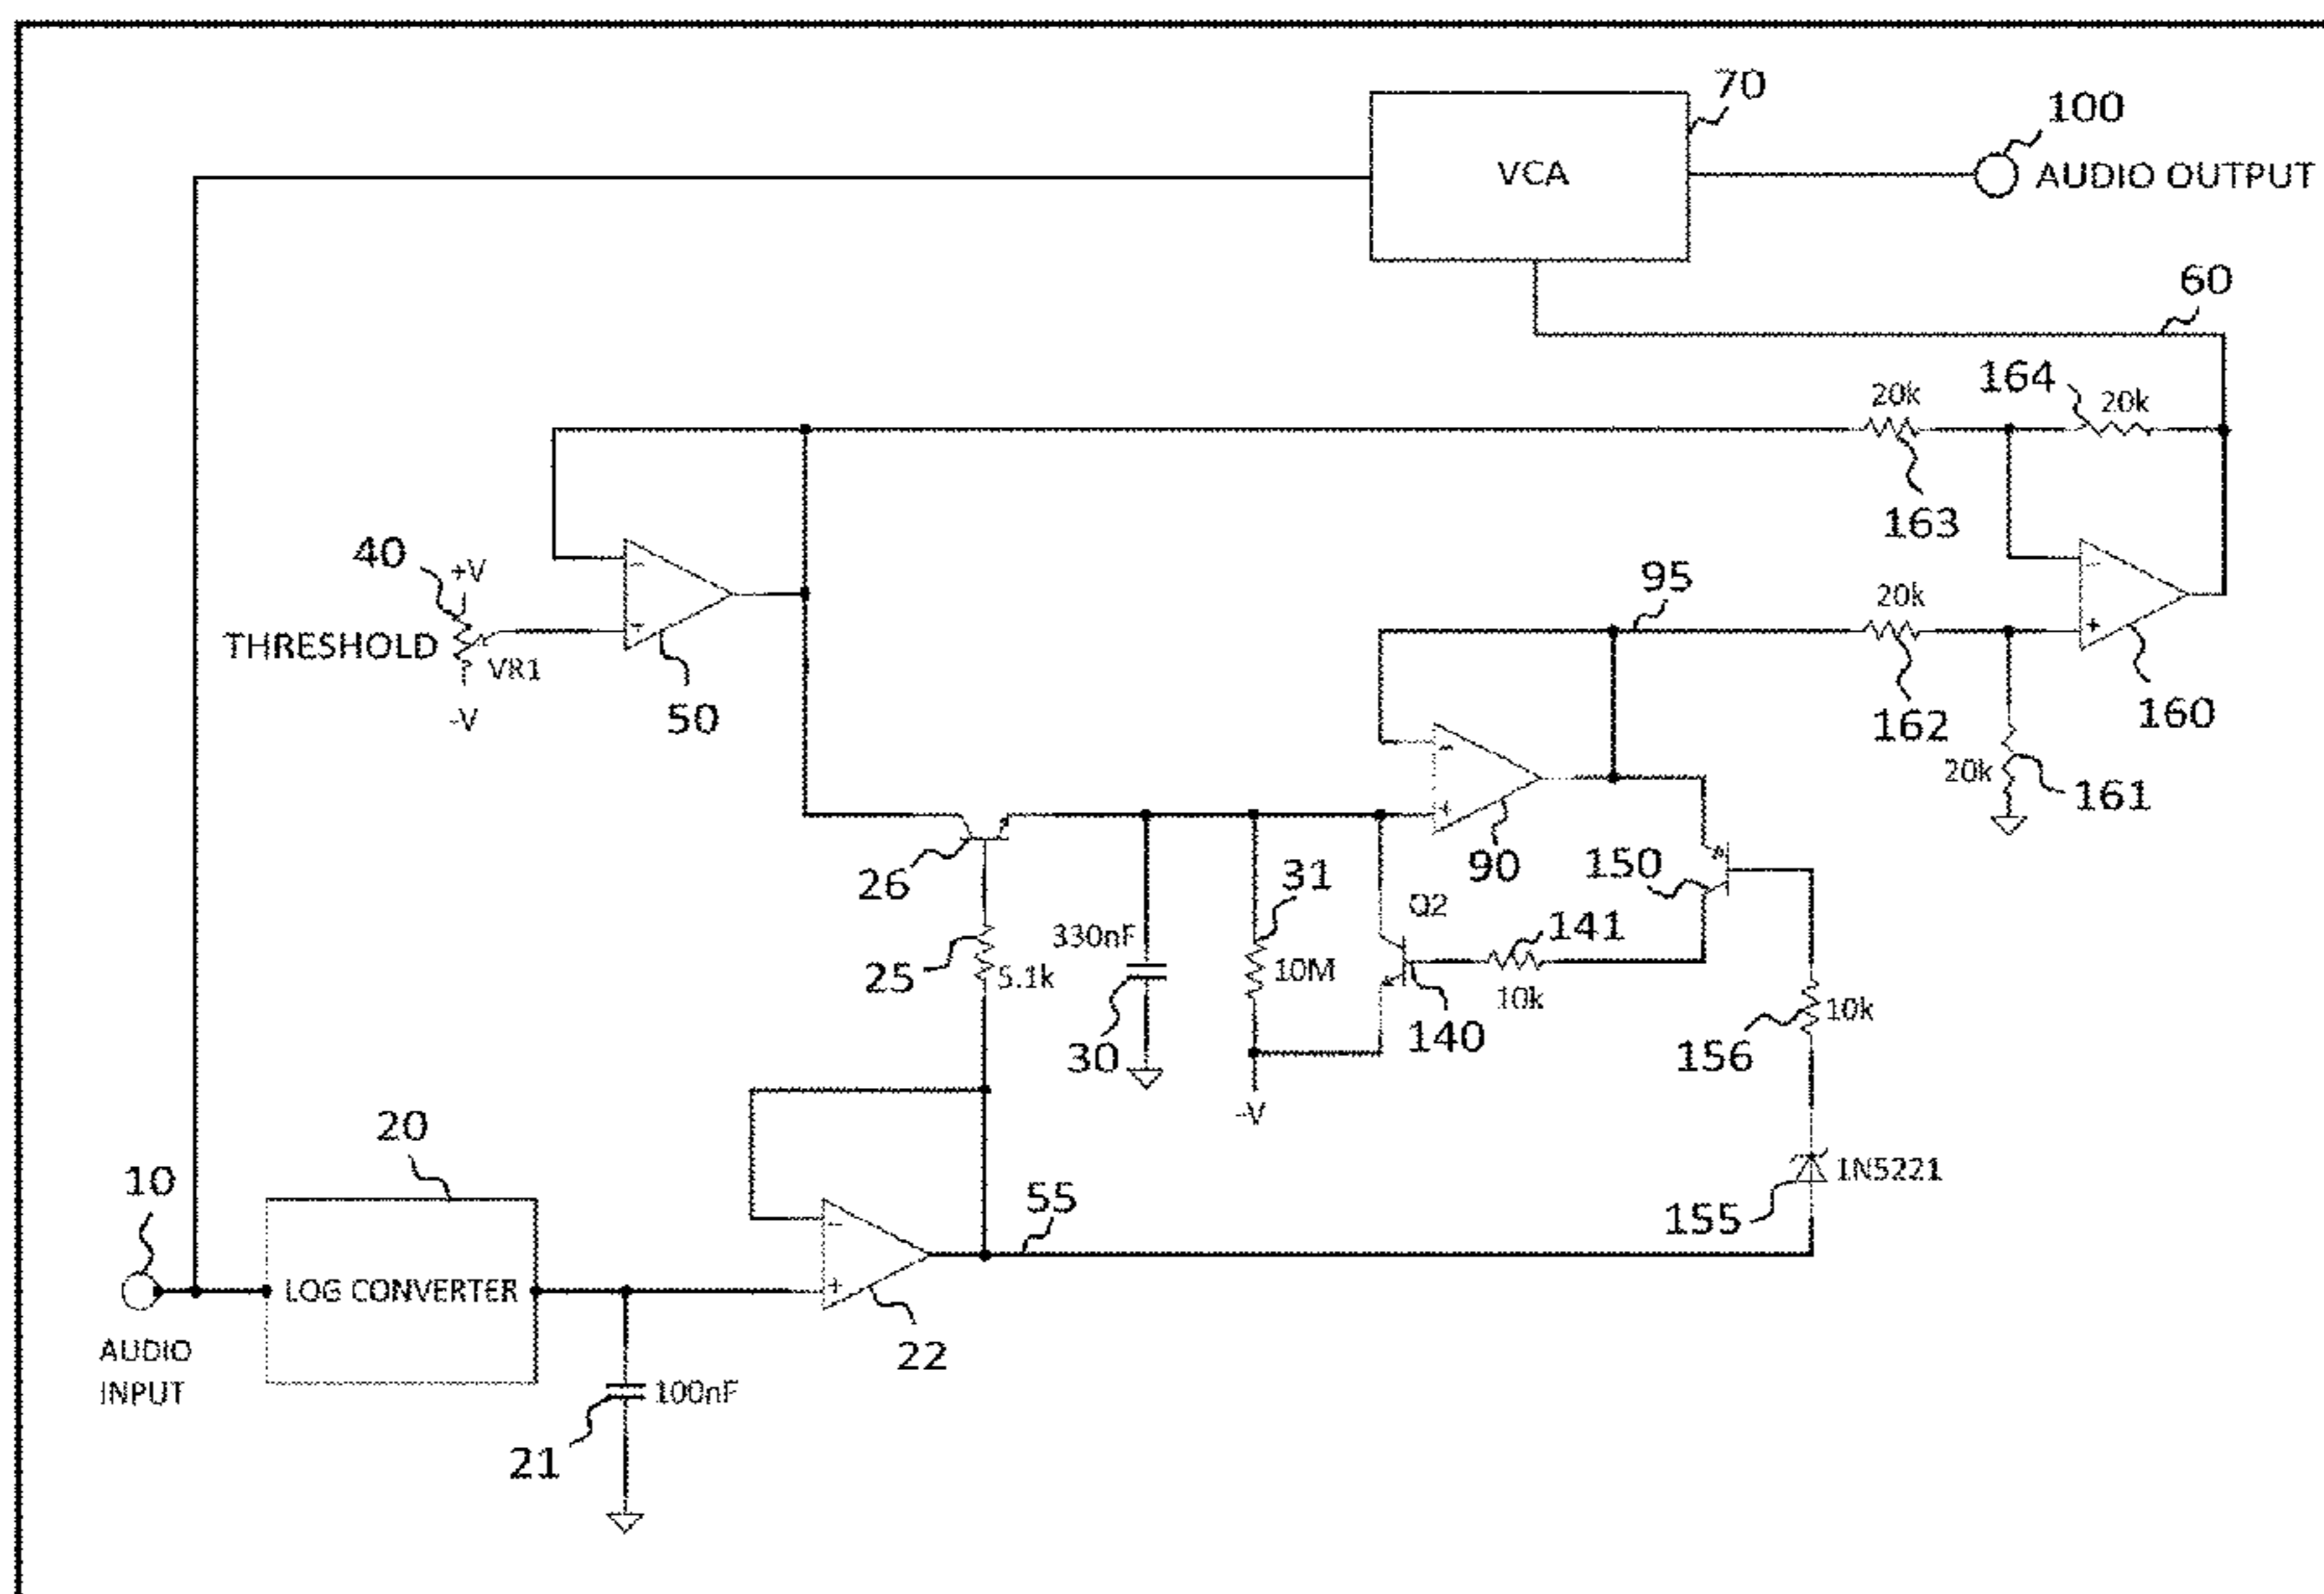 70
100
VCA
AUDIO OUTPUT
60
164
20k
20k
163
40
+V
THRESHOLD
VR1
-V
50
95
20k
162
160
20k
161
90
150
26
31
Q2
141
330nF
25
5.1k
10M
10k
30
140
10k
156
-V
20
10
1N5221
55
155
LOG CONVERTER
AUDIO
INPUT
22
100nF
21